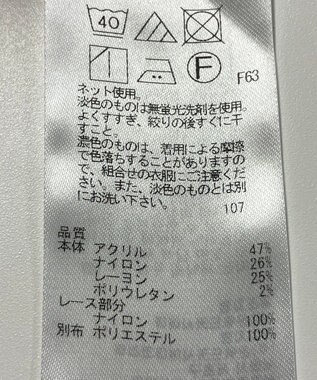 40
F
F63
ネット使用。
淡色のものは無蛍光洗剤を使用。
よくすすぎ、絞りの後すぐに干
すこと。
濃色のものは、着用による摩擦
で色落ちすることがありますの
で、組合せの衣服にご注意くだ
さい。また、淡色のものとは別
にお洗い下さい。
107
品質
本体 アクリル 47%
ナイロン 26%
レーヨン 25%
ポリウレタン 2%
レース部分
ナイロン 100%
別布 ポリエステル 100%